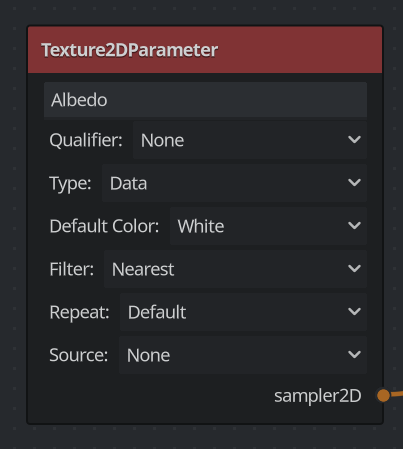 Texture2DParameter
Albedo
Qualifier: None
Type: Data
Default Color: White
Filter: Nearest
Repeat: Default
Source: None
sampler2D